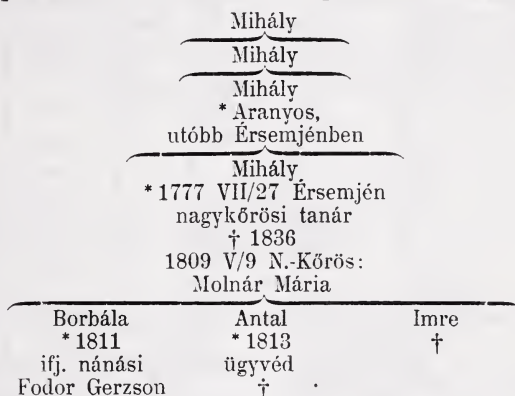 Mihály
Mihály
Mihály
* Aranyos,
utóbb Érsemjénben
Mihály
* 1777 VII/27 Érsemjén
nagykőrösi tanár
† 1836
1809 V/9 N.-Kőrös:
Molnár Mária
Borbála Antal Imre
* 1811 * 1813 †
ifj. nánási ügyvéd
Fodor Gerzson †